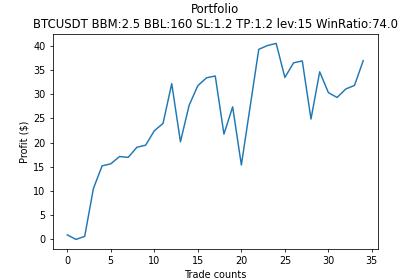 Portfolio
BTCUSDT BBM:2.5 BBL:160 SL:1.2 TP:1.2 lev:15 WinRatio:74.0
40
35
30
25
20
15
10
5
0
Profit ($)
0 5 10 15 20 25 30 35
Trade counts